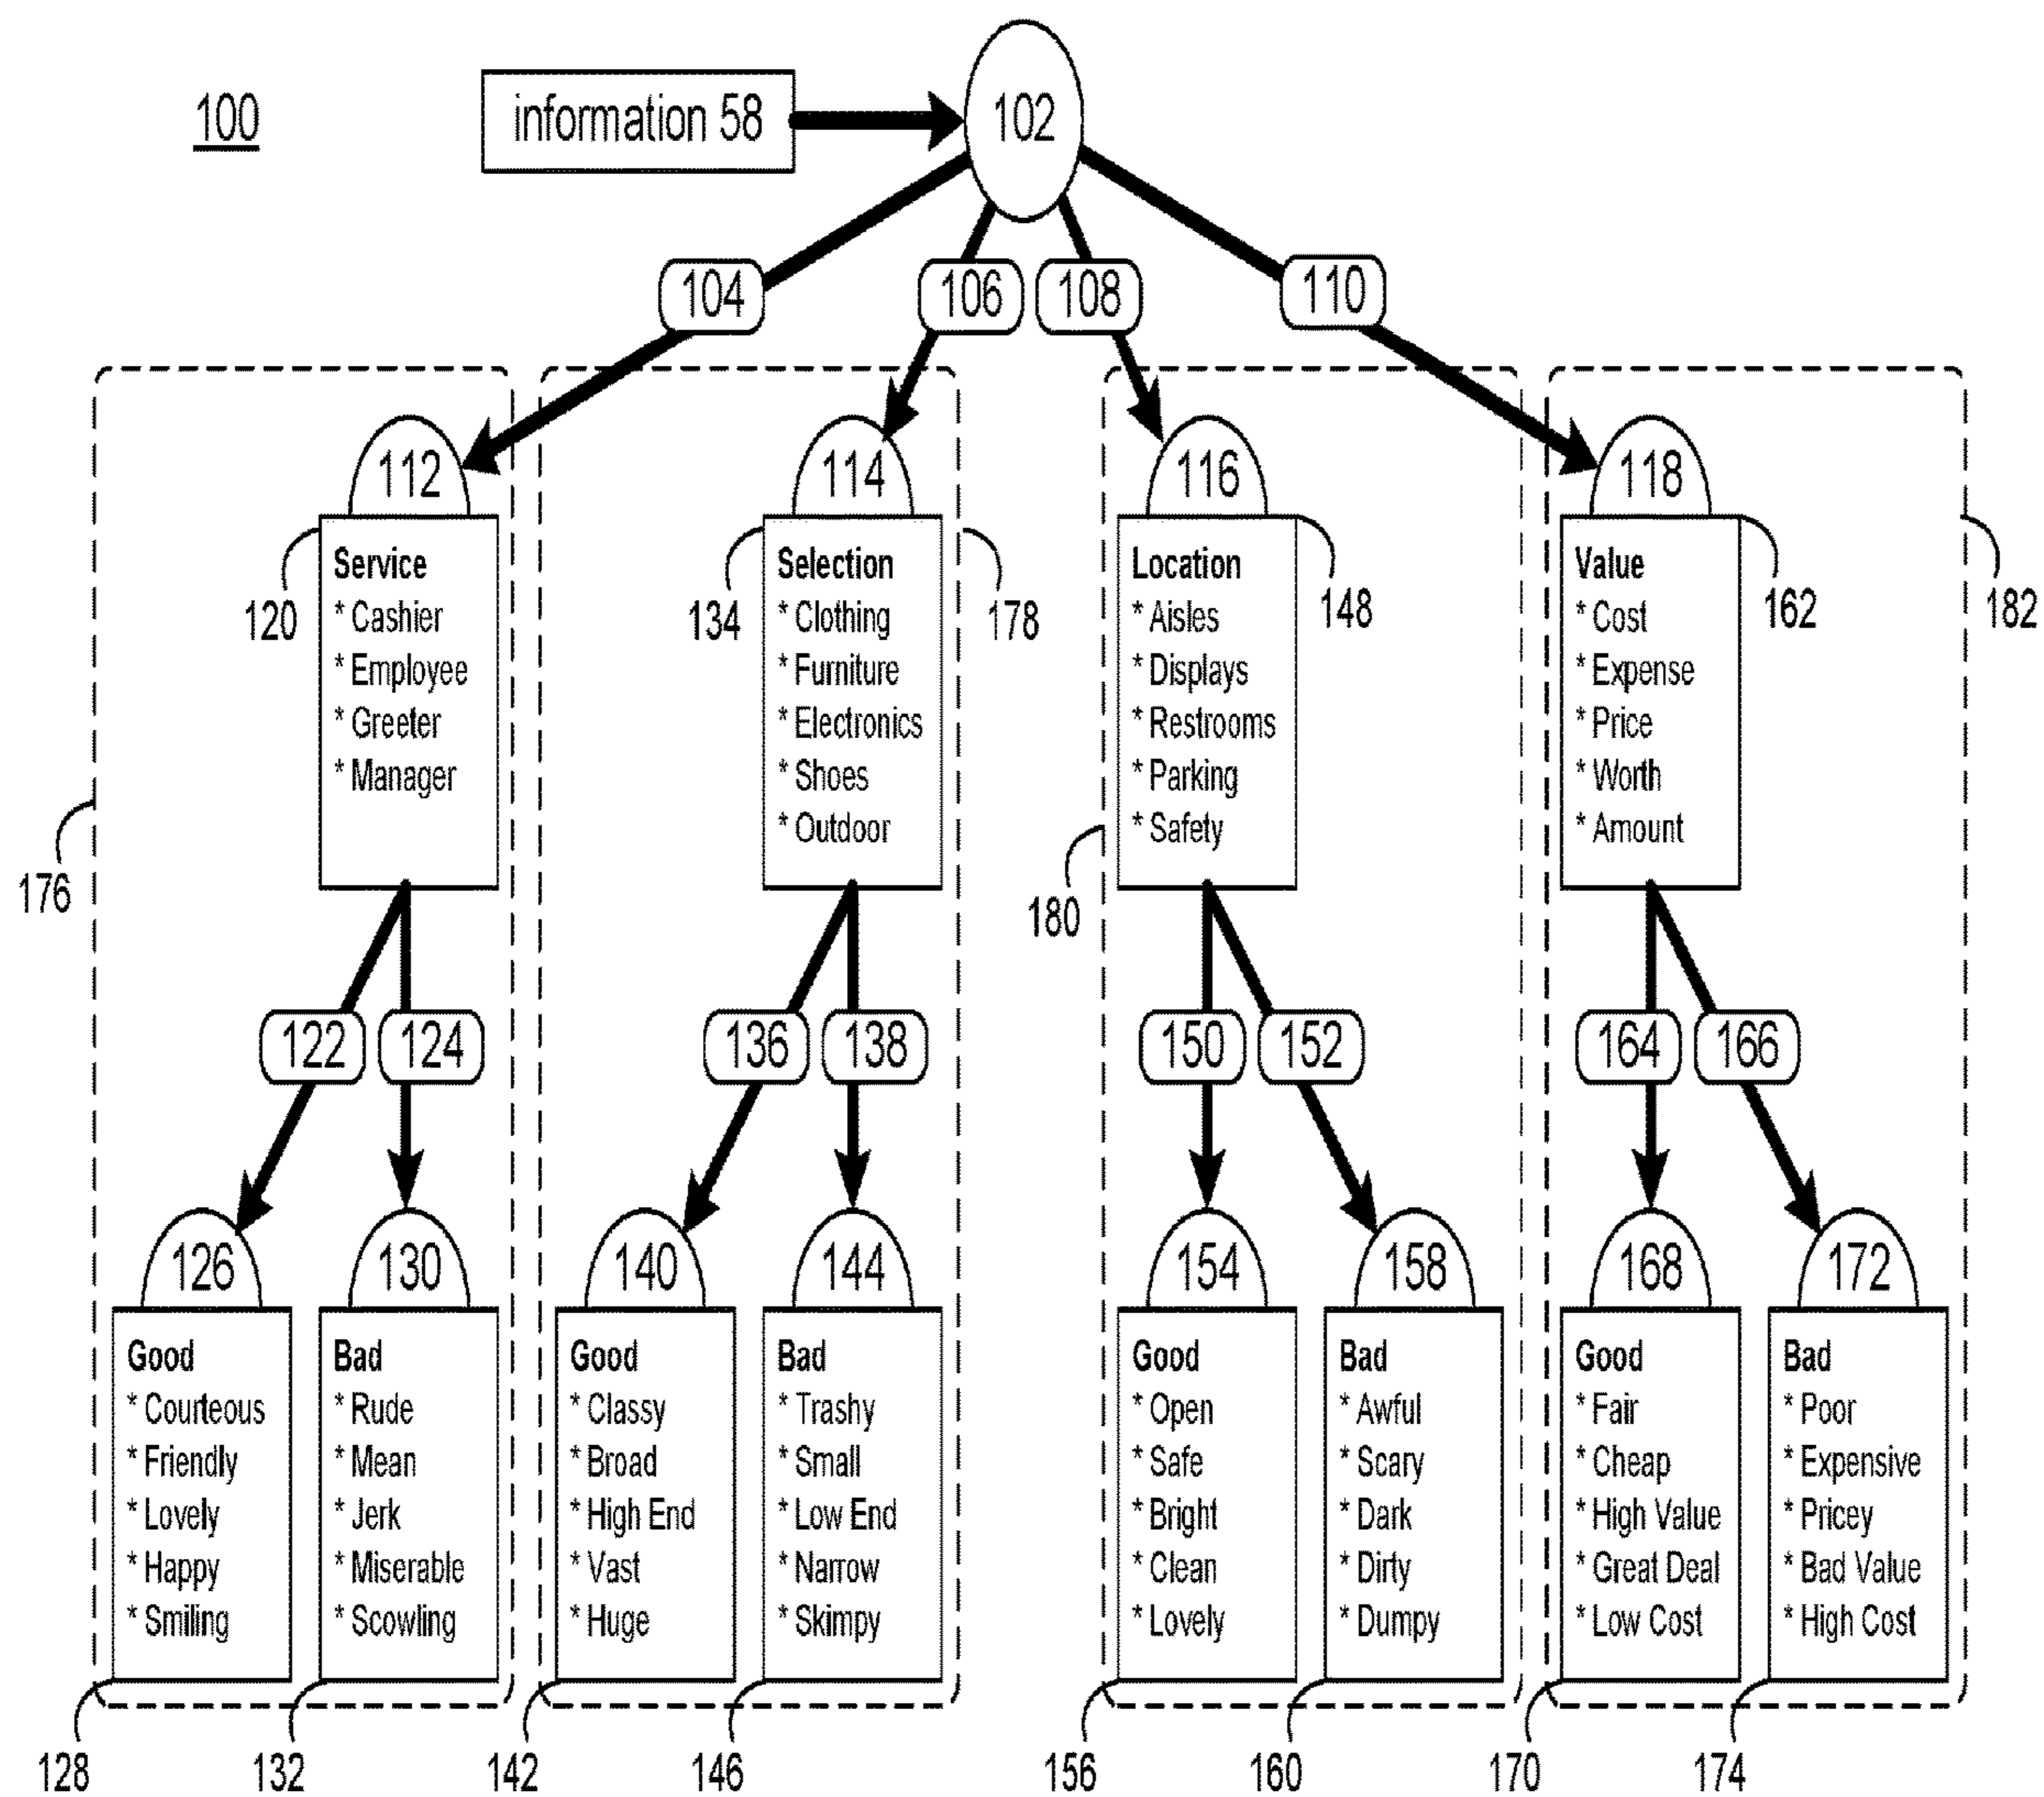 100
information 58
102
104
106
108
110
112
114
116
118
120
Service
* Cashier
* Employee
* Greeter
* Manager
134
Selection
* Clothing
* Furniture
* Electronics
* Shoes
* Outdoor
178
Location
* Aisles
* Displays
* Restrooms
* Parking
* Safety
148
Value
* Cost
* Expense
* Price
* Worth
* Amount
162
182
176
180
122
124
136
138
150
152
164
166
126
130
140
144
154
158
168
172
Good
* Courteous
* Friendly
* Lovely
* Happy
* Smiling
Bad
* Rude
* Mean
* Jerk
* Miserable
* Scowling
Good
* Classy
* Broad
* High End
* Vast
* Huge
Bad
* Trashy
* Small
* Low End
* Narrow
* Skimpy
Good
* Open
* Safe
* Bright
* Clean
* Lovely
Bad
* Awful
* Scary
* Dark
* Dirty
* Dumpy
Good
* Fair
* Cheap
* High Value
* Great Deal
* Low Cost
Bad
* Poor
* Expensive
* Pricey
* Bad Value
* High Cost
128
132
142
146
156
160
170
174